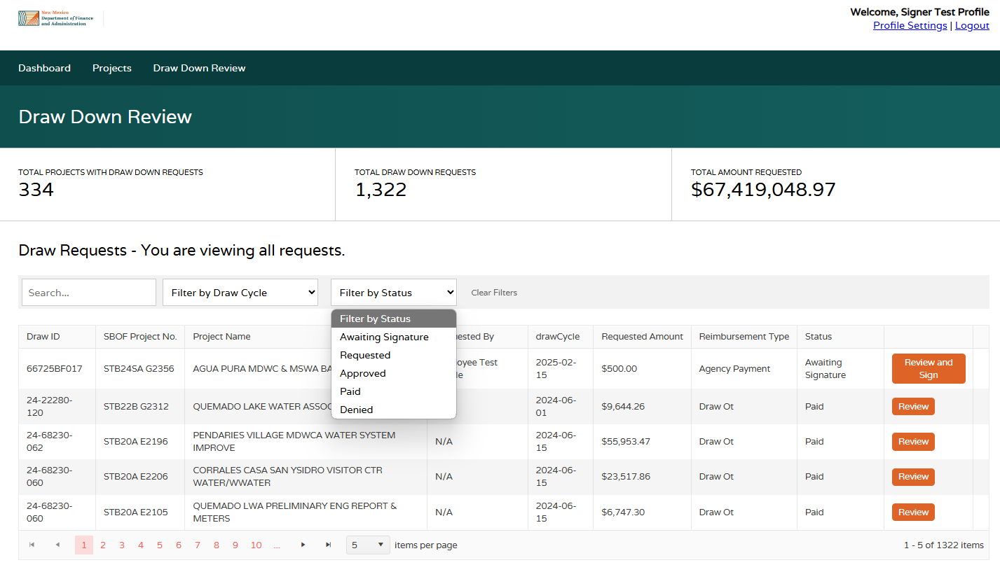 New Mexico
Department of Finance
and Administration
Welcome, Signer Test Profile
Profile Settings | Logout
Dashboard Projects Draw Down Review
Draw Down Review
TOTAL PROJECTS WITH DRAW DOWN REQUESTS
334
TOTAL DRAW DOWN REQUESTS
1,322
TOTAL AMOUNT REQUESTED
$67,419,048.97
Draw Requests - You are viewing all requests.
Search... Filter by Draw Cycle Filter by Status Clear Filters
Filter by Status
Awaiting Signature
Requested
Approved
Paid
Denied
Draw ID SBOF Project No. Project Name ested By drawCycle Requested Amount Reimbursement Type Status
66725BF017 STB24SA G2356 AGUA PURA MDWC & MSWA BA oyee Test 2025-02-15 $500.00 Agency Payment Awaiting Signature Review and Sign
24-22280-120 STB22B G2312 QUEMADO LAKE WATER ASSOC 2024-06-01 $9,644.26 Draw Ot Paid Review
24-68230-062 STB20A E2196 PENDARIES VILLAGE MDWCA WATER SYSTEM IMPROVE N/A 2024-06-15 $55,953.47 Draw Ot Paid Review
24-68230-060 STB20A E2206 CORRALES CASA SAN YSIDRO VISITOR CTR WATER/WWATER N/A 2024-06-15 $23,517.86 Draw Ot Paid Review
24-68230-060 STB20A E2105 QUEMADO LWA PRELIMINARY ENG REPORT & METERS N/A 2024-06-15 $6,747.30 Draw Ot Paid Review
1 2 3 4 5 6 7 8 9 10 ... 5 items per page 1 - 5 of 1322 items